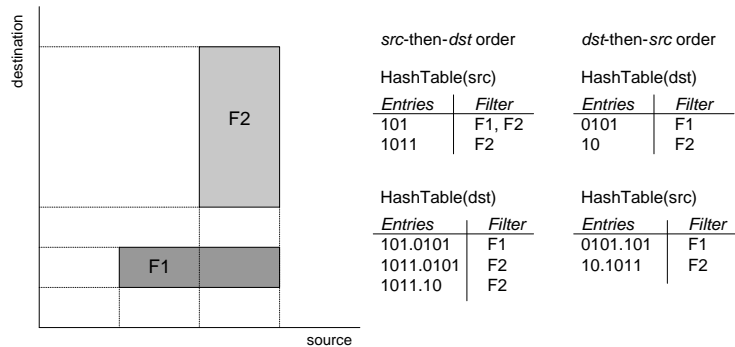 destination
F2
F1
source
src-then-dst order
HashTable(src)
Entries Filter
101 F1, F2
1011 F2
HashTable(dst)
Entries Filter
101.0101 F1
1011.0101 F2
1011.10 F2
dst-then-src order
HashTable(dst)
Entries Filter
0101 F1
10 F2
HashTable(src)
Entries Filter
0101.101 F1
10.1011 F2